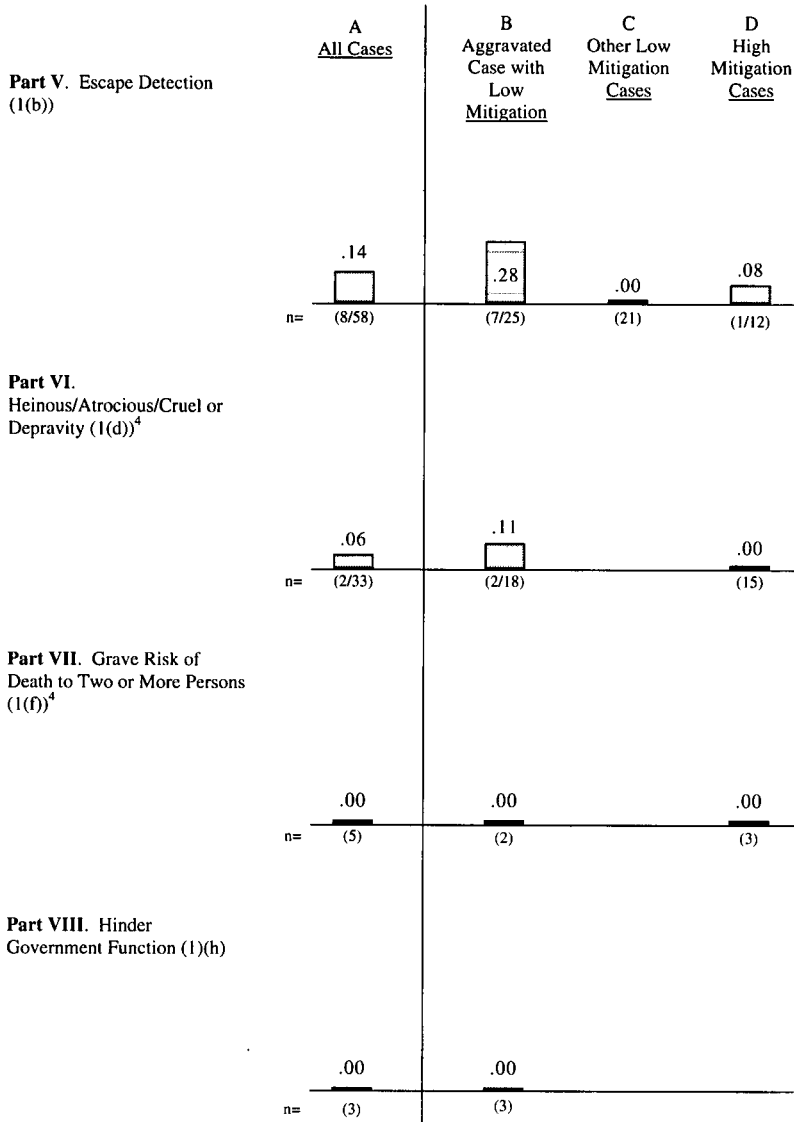 A
All Cases
B
Aggravated
Case with
Low
Mitigation
C
Other Low
Mitigation
Cases
D
High
Mitigation
Cases
Part V. Escape Detection
(1(b))
.14
.28
.00
.08
n= (8/58) (7/25) (21) (1/12)
Part VI.
Heinous/Atrocious/Cruel or
Depravity (1(d))⁴
.06
.11
.00
n= (2/33) (2/18) (15)
Part VII. Grave Risk of
Death to Two or More Persons
(1(f))⁴
.00 .00 .00
n= (5) (2) (3)
Part VIII. Hinder
Government Function (1)(h)
.00 .00
n= (3) (3)